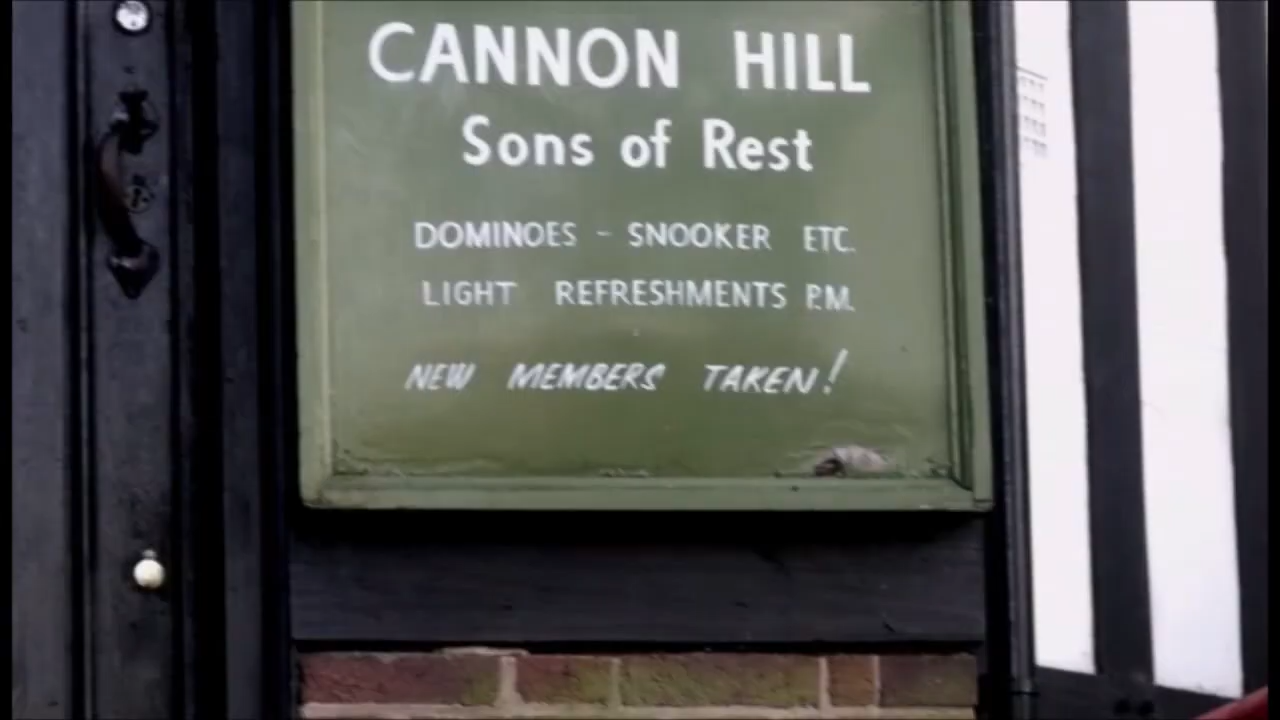 CANNON HILL
Sons of Rest
DOMINOES - SNOOKER ETC.
LIGHT REFRESHMENTS P.M.
NEW MEMBERS TAKEN!